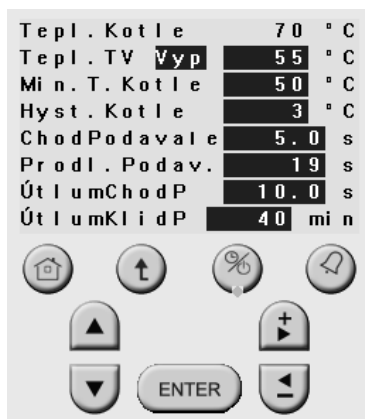 Tepl.Kotle 70 °C
Tepl.TV Vyp 55 °C
Min.T.Kotle 50 °C
Hyst.Kotle 3 °C
ChodPodavale 5.0 s
Prodl.Podav. 19 s
ÚtlumChodP 10.0 s
ÚtlumKlidP 40 min
ENTER